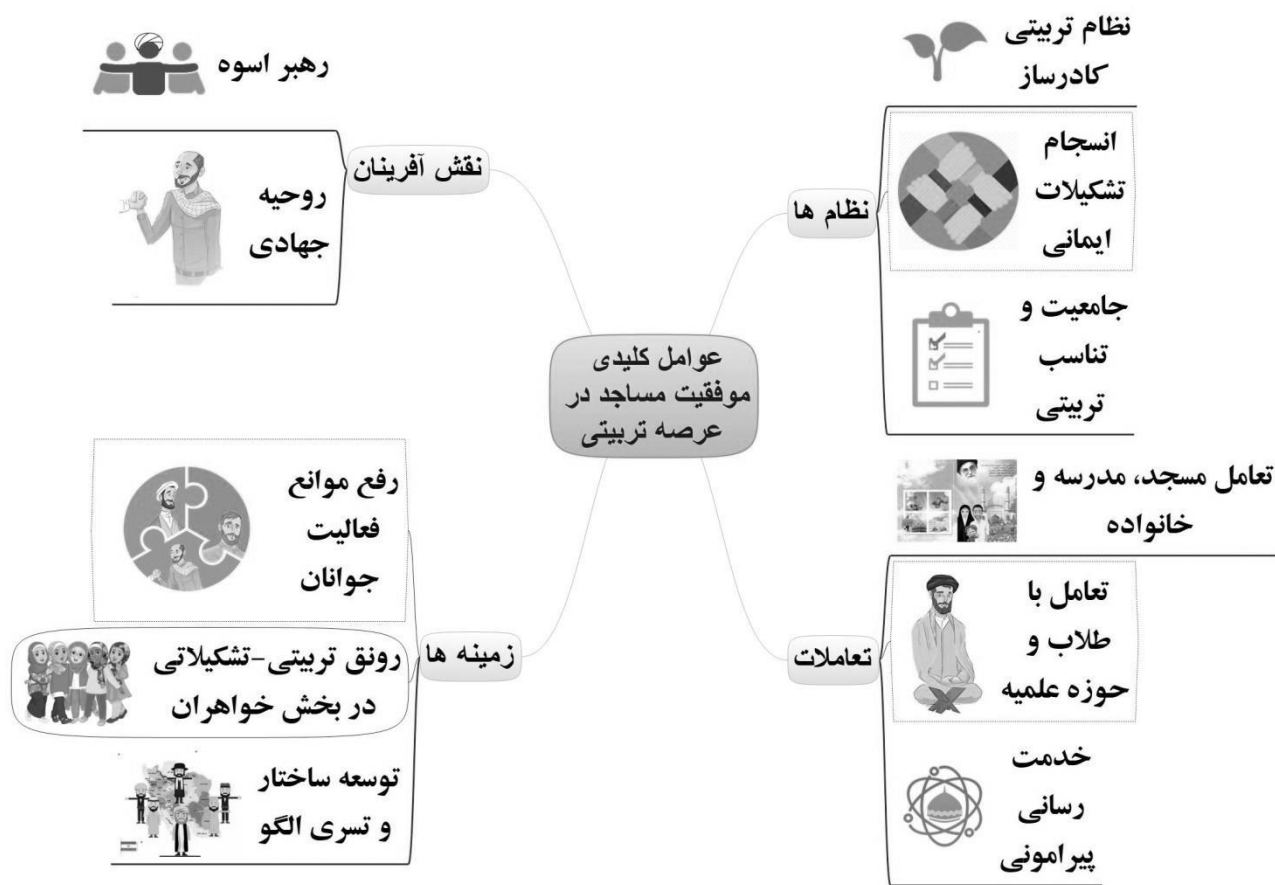 عوامل کلیدی
موفقیت مساجد در
عرصه تربیتی
نظام ها
نظام تربیتی
کادرساز
انسجام
تشکیلات
ایمانی
جامعیت و
تناسب
تربیتی
تعاملات
تعامل مسجد، مدرسه و
خانواده
تعامل با
طلاب و
حوزه علمیه
خدمت
رسانی
پیرامونی
نقش آفرینان
رهبر اسوه
روحیه
جهادی
زمینه ها
رفع موانع
فعالیت
جوانان
رونق تربیتی-تشکیلاتی
در بخش خواهران
توسعه ساختار
و تسری الگو